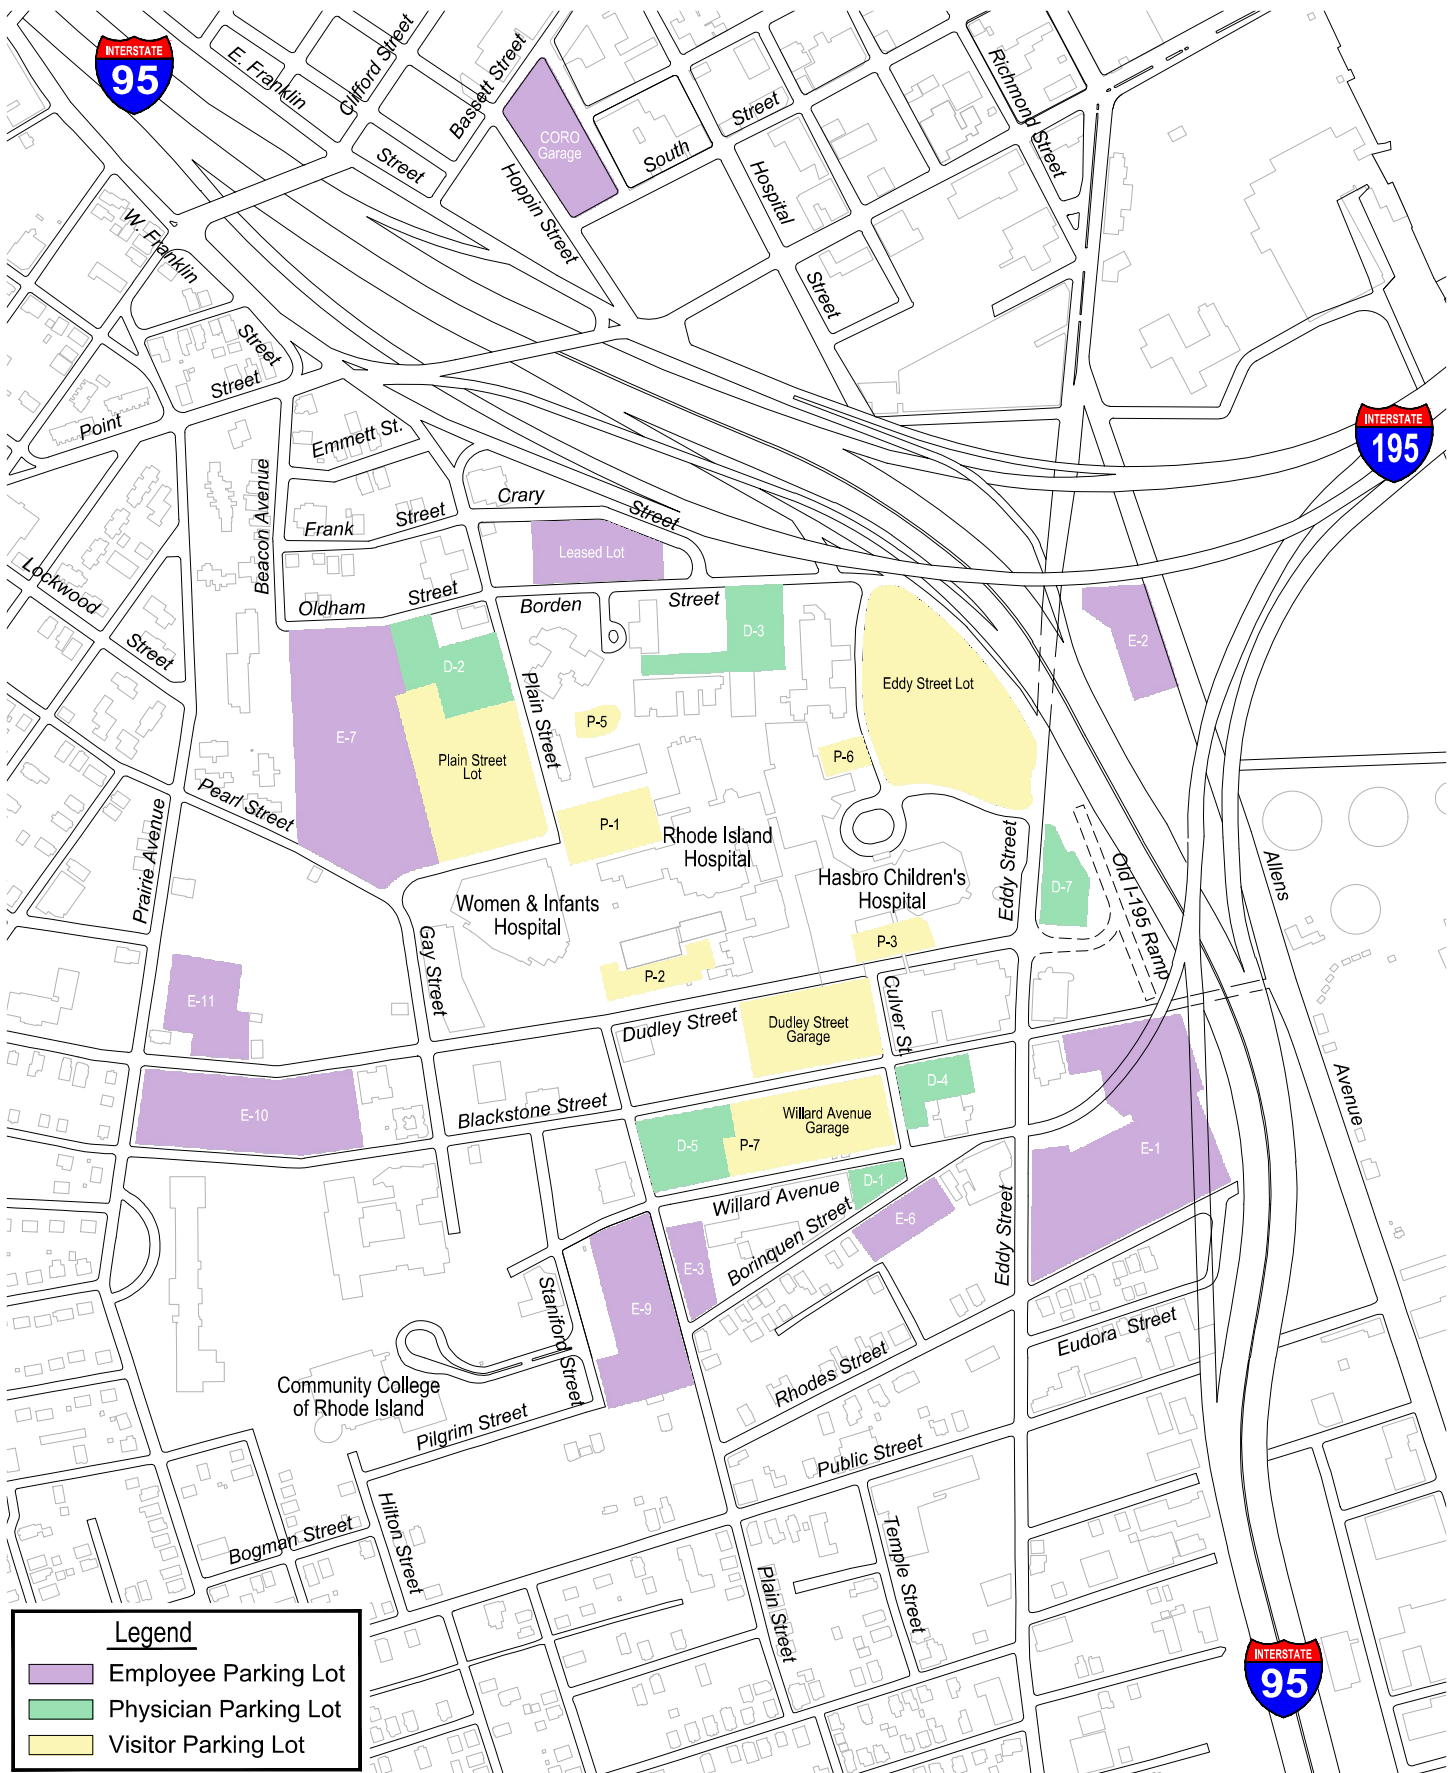 INTERSTATE
95
E. Franklin
Street
Clifford Street
Bassett Street
CORO
Garage
Hoppin Street
South
Street
Hospital
Street
Richmond Street
W. Franklin
Street
Point
Street
INTERSTATE
195
Emmett St.
Beacon Avenue
Frank
Street
Crary
Street
Leased Lot
Lockwood
Street
Oldham
Street
Borden
Street
D-3
E-2
D-2
Plain Street
Eddy Street Lot
E-7
P-5
Plain Street
Lot
P-6
Pearl Street
Prairie Avenue
P-1
Rhode Island
Hospital
Hasbro Children's
Hospital
Eddy Street
D-7
Old I-195 Ramp
Allens
Avenue
Women & Infants
Hospital
Gay Street
P-3
P-2
E-11
Culver St.
Dudley Street
Dudley Street
Garage
D-4
E-10
Blackstone Street
Willard Avenue
Garage
D-5
P-7
E-1
D-1
Willard Avenue
E-6
Borinquen Street
Eddy Street
E-3
E-9
Staniford Street
Eudora Street
Rhodes Street
Community College
of Rhode Island
Pilgrim Street
Public Street
Hilton Street
Bogman Street
Temple Street
Plain Street
Legend
Employee Parking Lot
Physician Parking Lot
Visitor Parking Lot
INTERSTATE
95